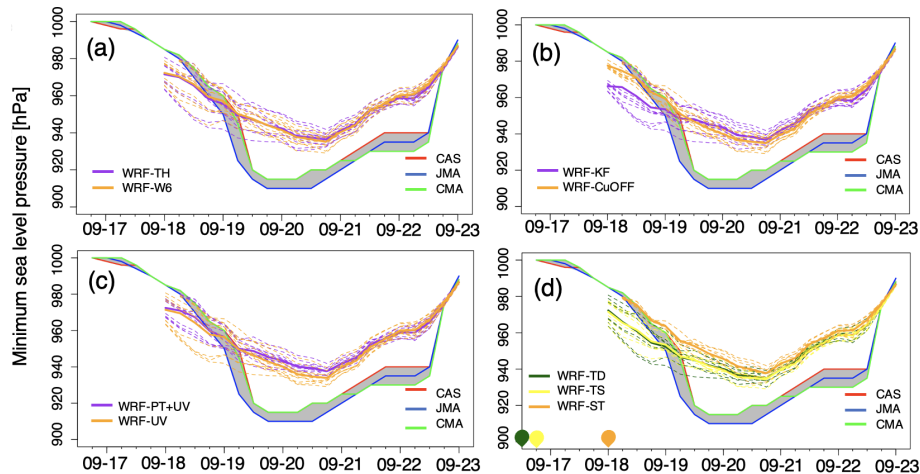 Minimum sea level pressure [hPa]
(a)
1000
980
960
940
920
900
WRF-TH
WRF-W6
CAS
JMA
CMA
09-17 09-18 09-19 09-20 09-21 09-22 09-23
(b)
1000
980
960
940
920
900
WRF-KF
WRF-CuOFF
CAS
JMA
CMA
09-17 09-18 09-19 09-20 09-21 09-22 09-23
(c)
1000
980
960
940
920
900
WRF-PT+UV
WRF-UV
CAS
JMA
CMA
09-17 09-18 09-19 09-20 09-21 09-22 09-23
(d)
1000
980
960
940
920
900
WRF-TD
WRF-TS
WRF-ST
CAS
JMA
CMA
09-17 09-18 09-19 09-20 09-21 09-22 09-23